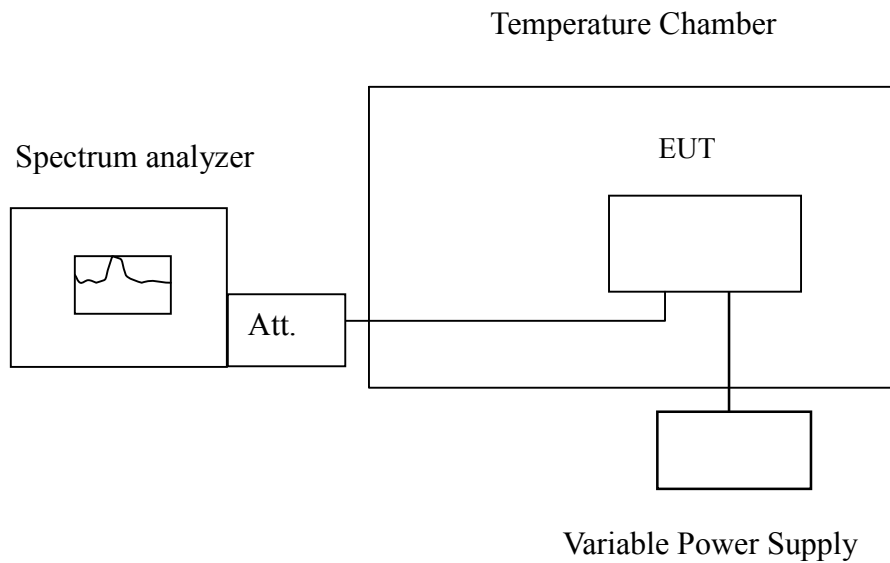 Temperature Chamber
Spectrum analyzer
EUT
Att.
Variable Power Supply